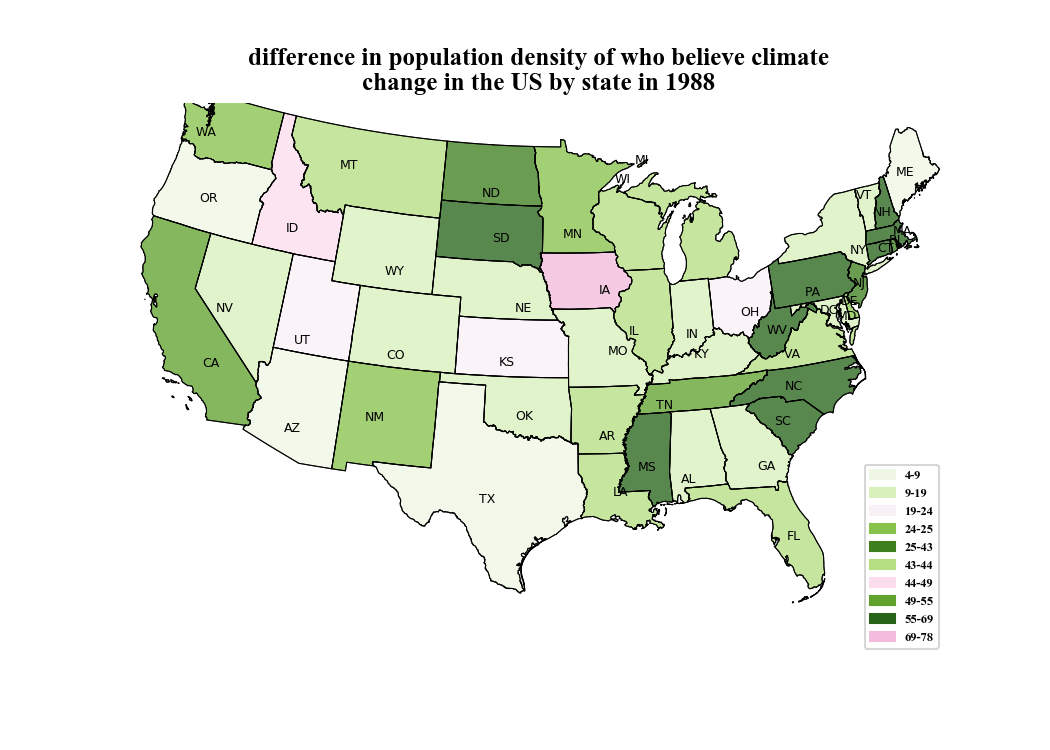 difference in population density of who believe climate
change in the US by state in 1988
MI
WA
MT
WI
ME
VT
OR
ND
NH
ID
SD
MN
MA
RI
CT
NY
WY
IA
NJ
PA
DE
NV
NE
OH
DC
MD
IL
IN
WV
UT
CO
KS
MO
KY
VA
CA
NC
TN
OK
NM
SC
AZ
AR
MS
GA
AL
TX
LA
FL
4-9
9-19
19-24
24-25
25-43
43-44
44-49
49-55
55-69
69-78